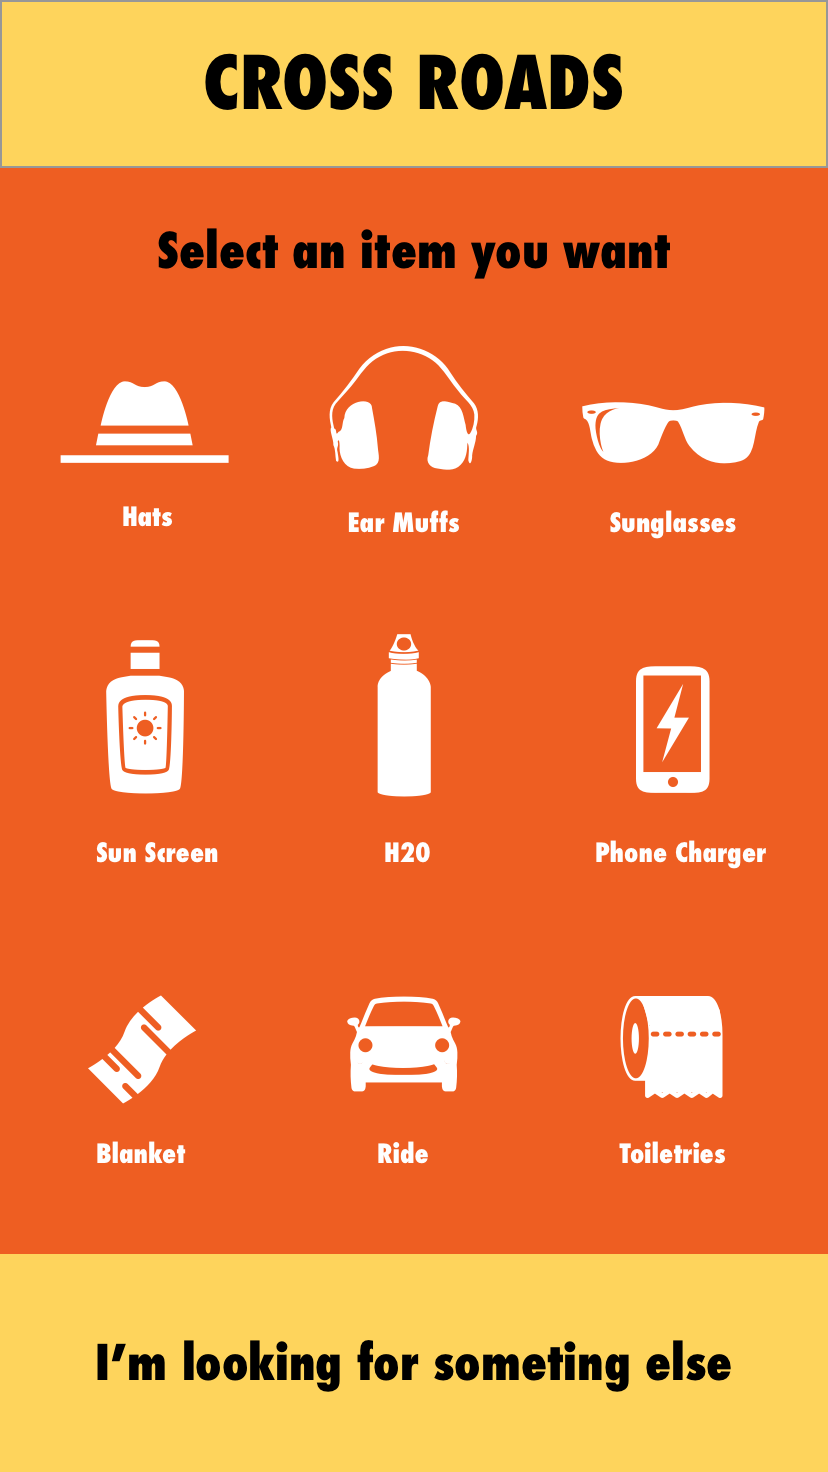 CROSS ROADS
Select an item you want
Hats
Ear Muffs
Sunglasses
Sun Screen
H20
Phone Charger
Blanket
Ride
Toiletries
I’m looking for someting else